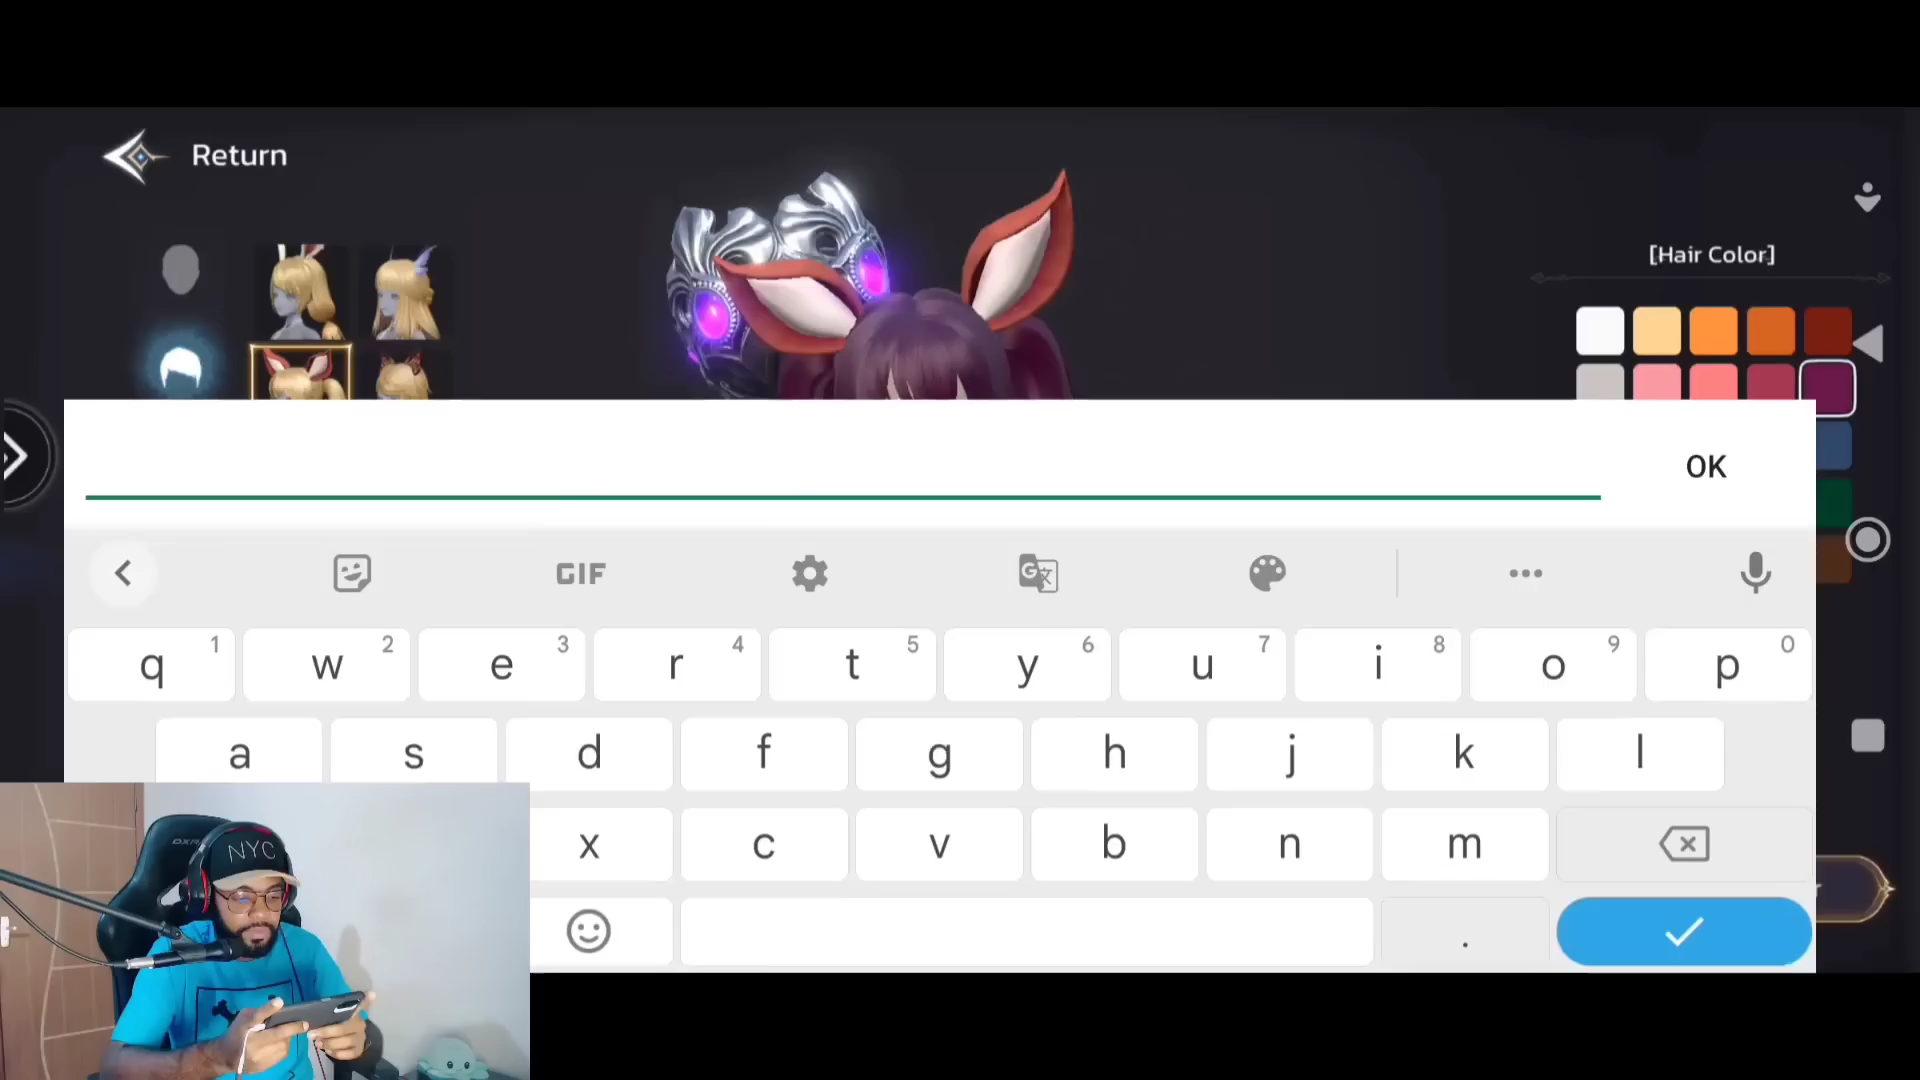 Return
[Hair Color]
OK
GIF
G
q 1 w 2 e 3 r 4 t 5 y 6 u 7 i 8 o 9 p 0
a s d f g h j k l
x c v b n m
.
NYC